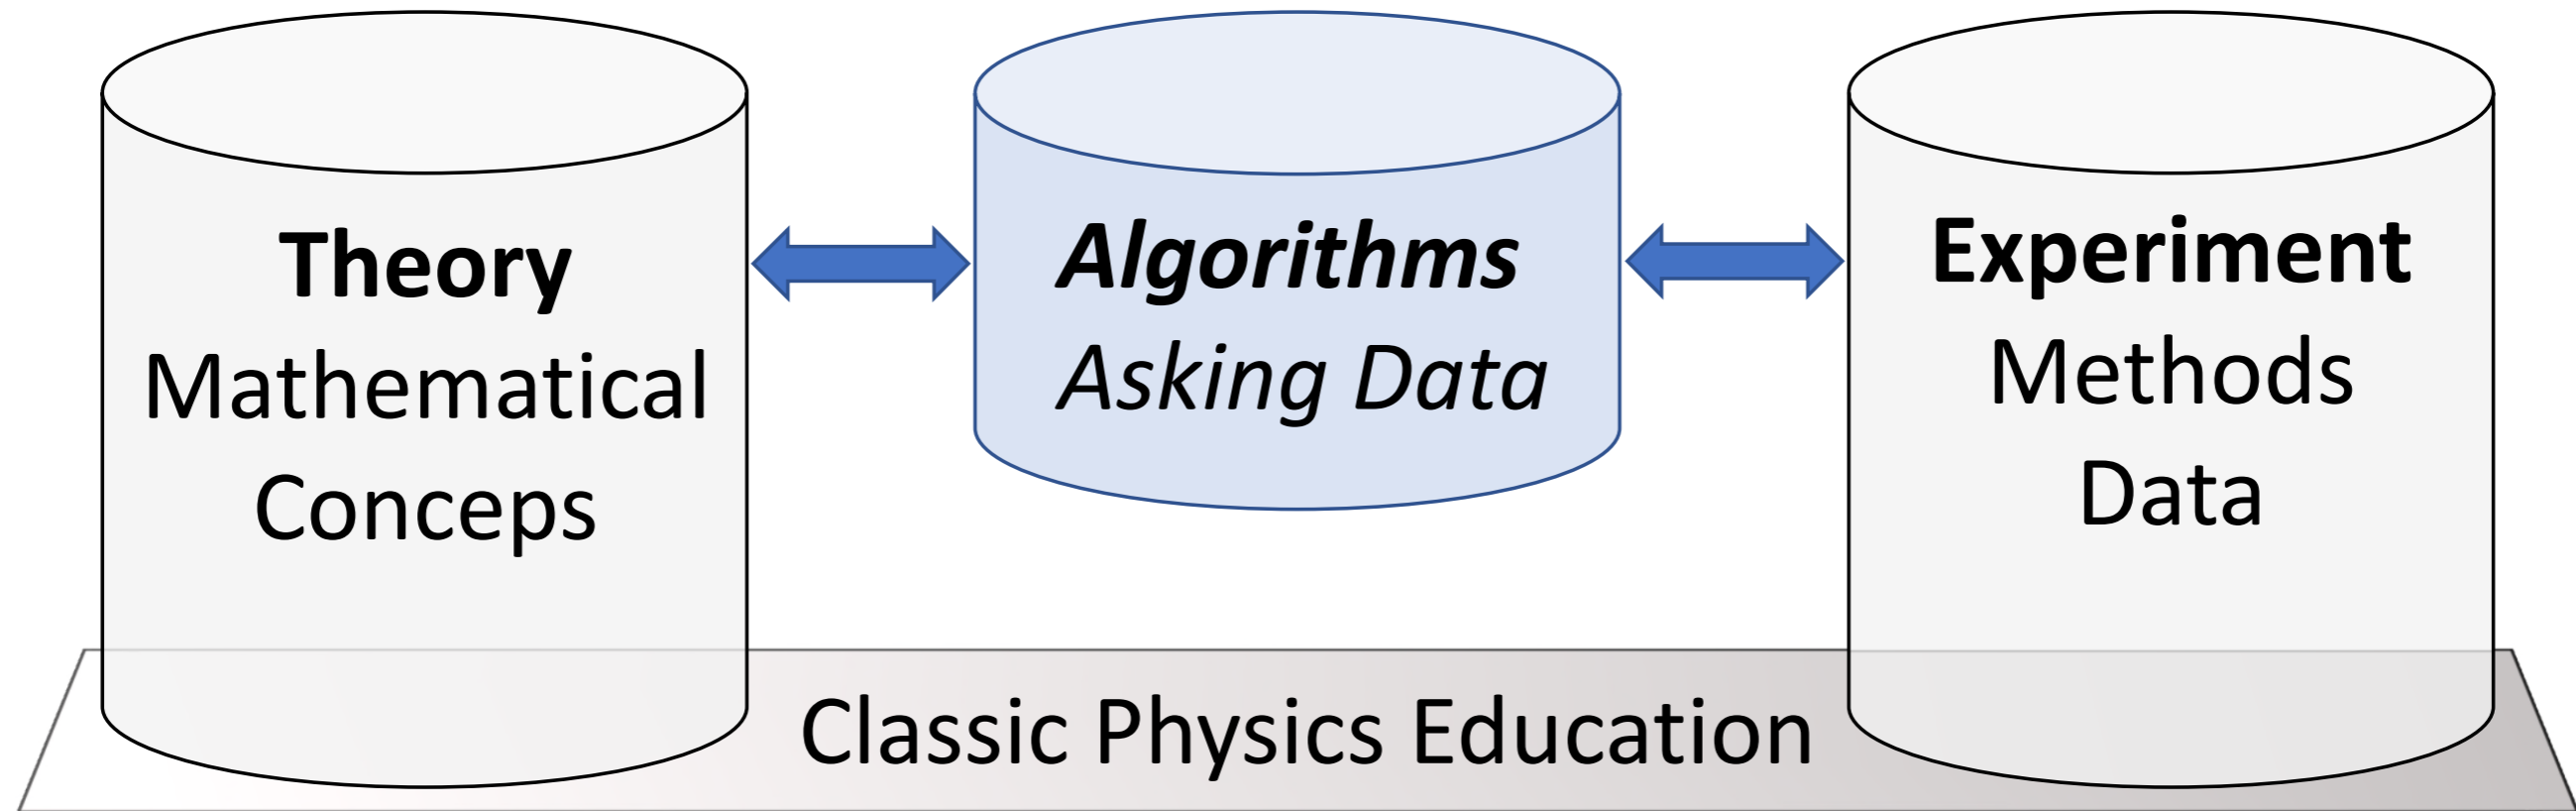 Theory
Mathematical
Conceps
Algorithms
Asking Data
Experiment
Methods
Data
Classic Physics Education